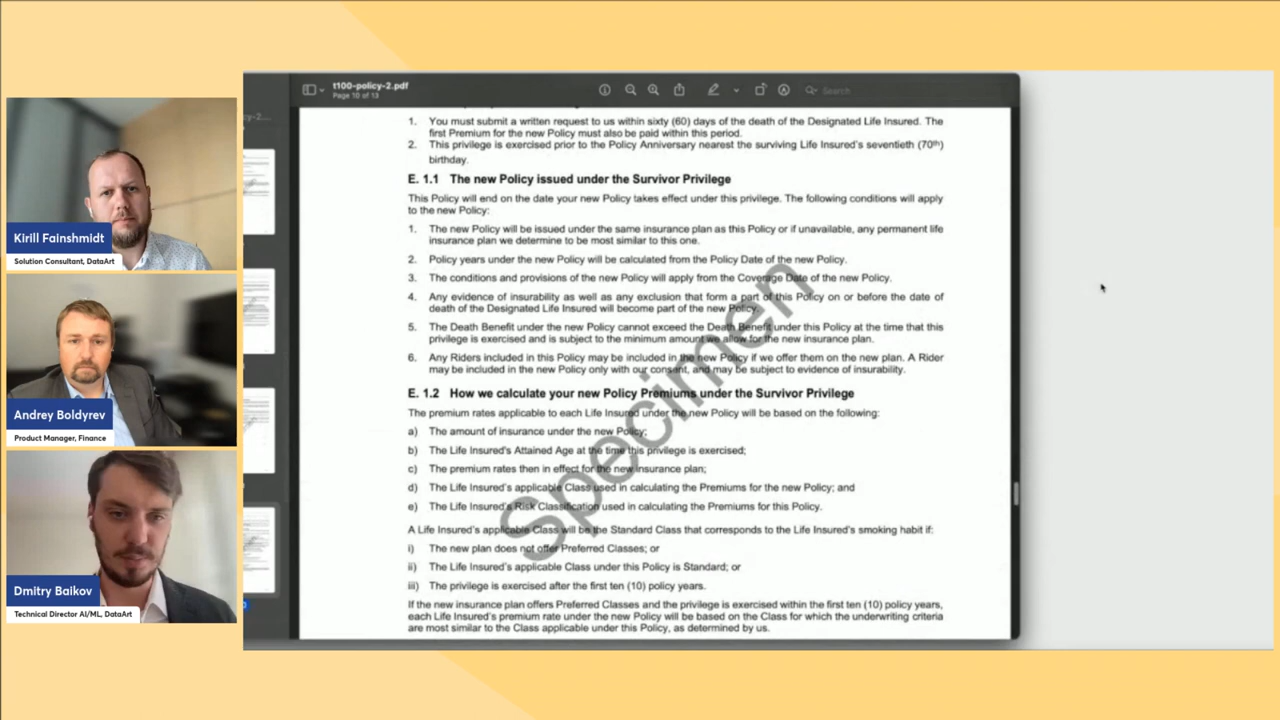 t100-policy-2.pdf
Page 10 of 13
Search
cy-2....
1. You must submit a written request to us within sixty (60) days of the death of the Designated Life Insured. The
first Premium for the new Policy must also be paid within this period.
2. This privilege is exercised prior to the Policy Anniversary nearest the surviving Life Insured's seventieth (70th)
birthday.
E. 1.1 The new Policy issued under the Survivor Privilege
This Policy will end on the date your new Policy takes effect under this privilege. The following conditions will apply
to the new Policy:
1. The new Policy will be issued under the same insurance plan as this Policy or if unavailable, any permanent life
insurance plan we determine to be most similar to this one.
2. Policy years under the new Policy will be calculated from the Policy Date of the new Policy.
3. The conditions and provisions of the new Policy will apply from the Coverage Date of the new Policy.
4. Any evidence of insurability as well as any exclusion that form a part of this Policy on or before the date of
death of the Designated Life Insured will become part of the new Policy.
5. The Death Benefit under the new Policy cannot exceed the Death Benefit under this Policy at the time that this
privilege is exercised and is subject to the minimum amount we allow for the new insurance plan.
6. Any Riders included in this Policy may be included in the new Policy if we offer them on the new plan. A Rider
may be included in the new Policy only with our consent, and may be subject to evidence of insurability.
E. 1.2 How we calculate your new Policy Premiums under the Survivor Privilege
The premium rates applicable to each Life Insured under the new Policy will be based on the following:
a) The amount of insurance under the new Policy;
b) The Life Insured's Attained Age at the time this privilege is exercised;
c) The premium rates then in effect for the new insurance plan;
d) The Life Insured's applicable Class used in calculating the Premiums for the new Policy; and
e) The Life Insured's Risk Classification used in calculating the Premiums for this Policy.
A Life Insured's applicable Class will be the Standard Class that corresponds to the Life Insured's smoking habit if:
i) The new plan does not offer Preferred Classes; or
ii) The Life Insured's applicable Class under this Policy is Standard; or
iii) The privilege is exercised after the first ten (10) policy years.
If the new insurance plan offers Preferred Classes and the privilege is exercised within the first ten (10) policy years,
each Life Insured's premium rate under the new Policy will be based on the Class for which the underwriting criteria
are most similar to the Class applicable under this Policy, as determined by us.
Specimen
Kirill Fainshmidt
Solution Consultant, DataArt
Andrey Boldyrev
Product Manager, Finance
Dmitry Baikov
Technical Director AI/ML, DataArt